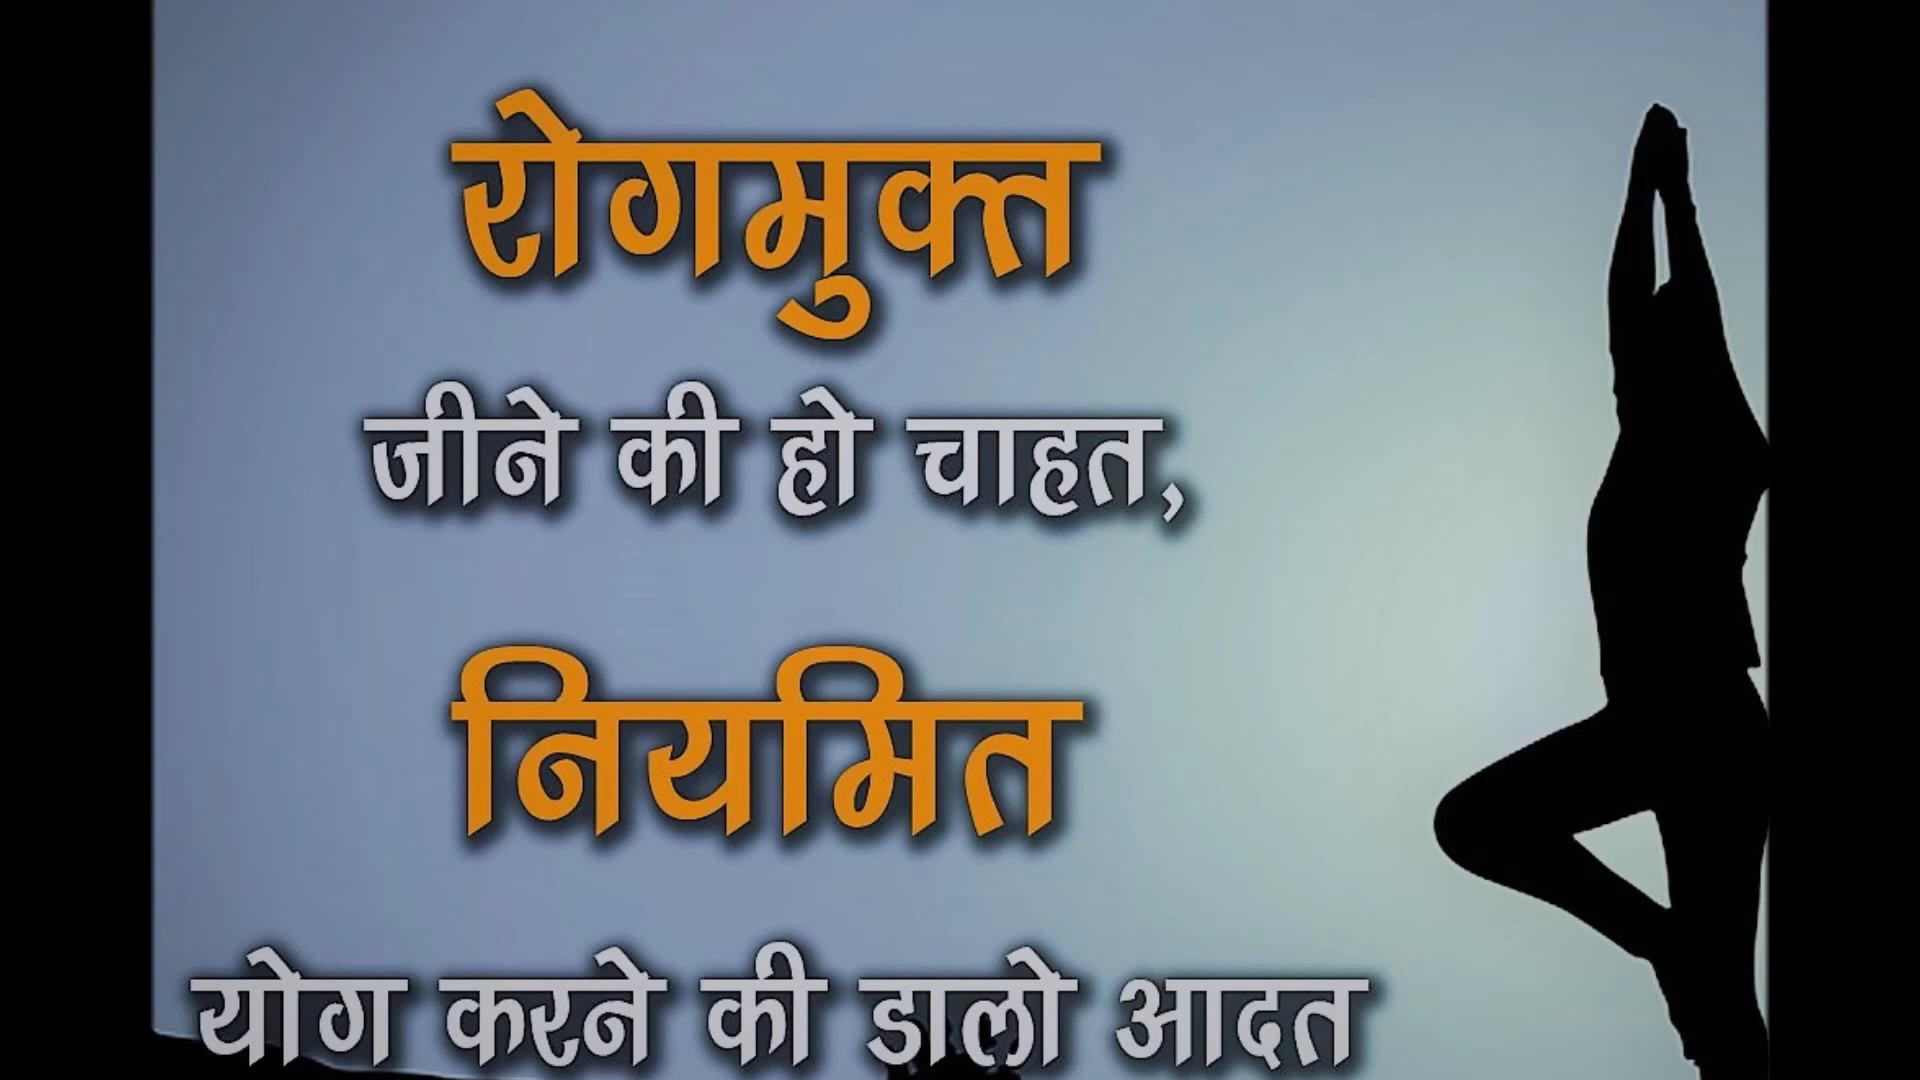 रोगमुक्त
जीने की हो चाहत,
नियमित
योग करने की डालो आदत